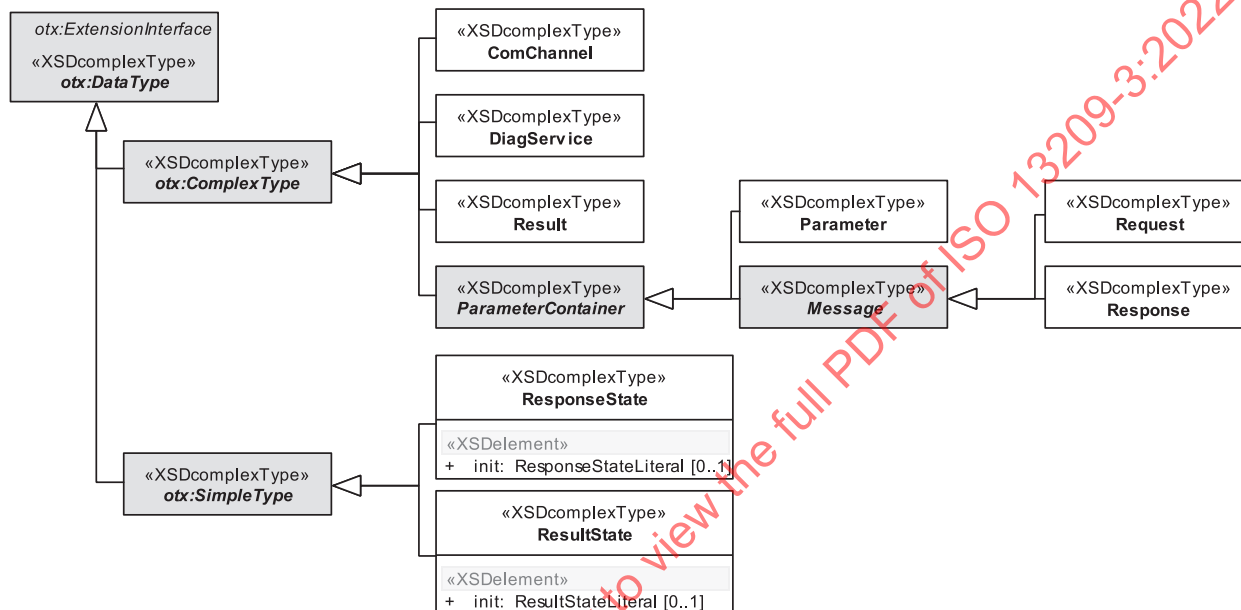 otx:ExtensionInterface
«XSDcomplexType»
otx:DataType
«XSDcomplexType»
otx:ComplexType
«XSDcomplexType»
ComChannel
«XSDcomplexType»
DiagService
«XSDcomplexType»
Result
«XSDcomplexType»
ParameterContainer
«XSDcomplexType»
Parameter
«XSDcomplexType»
Message
«XSDcomplexType»
Request
«XSDcomplexType»
Response
«XSDcomplexType»
otx:SimpleType
«XSDcomplexType»
ResponseState
«XSDelement»
+ init: ResponseStateLiteral [0..1]
«XSDcomplexType»
ResultState
«XSDelement»
+ init: ResultStateLiteral [0..1]
to view the full PDF of ISO 13209-3:2022